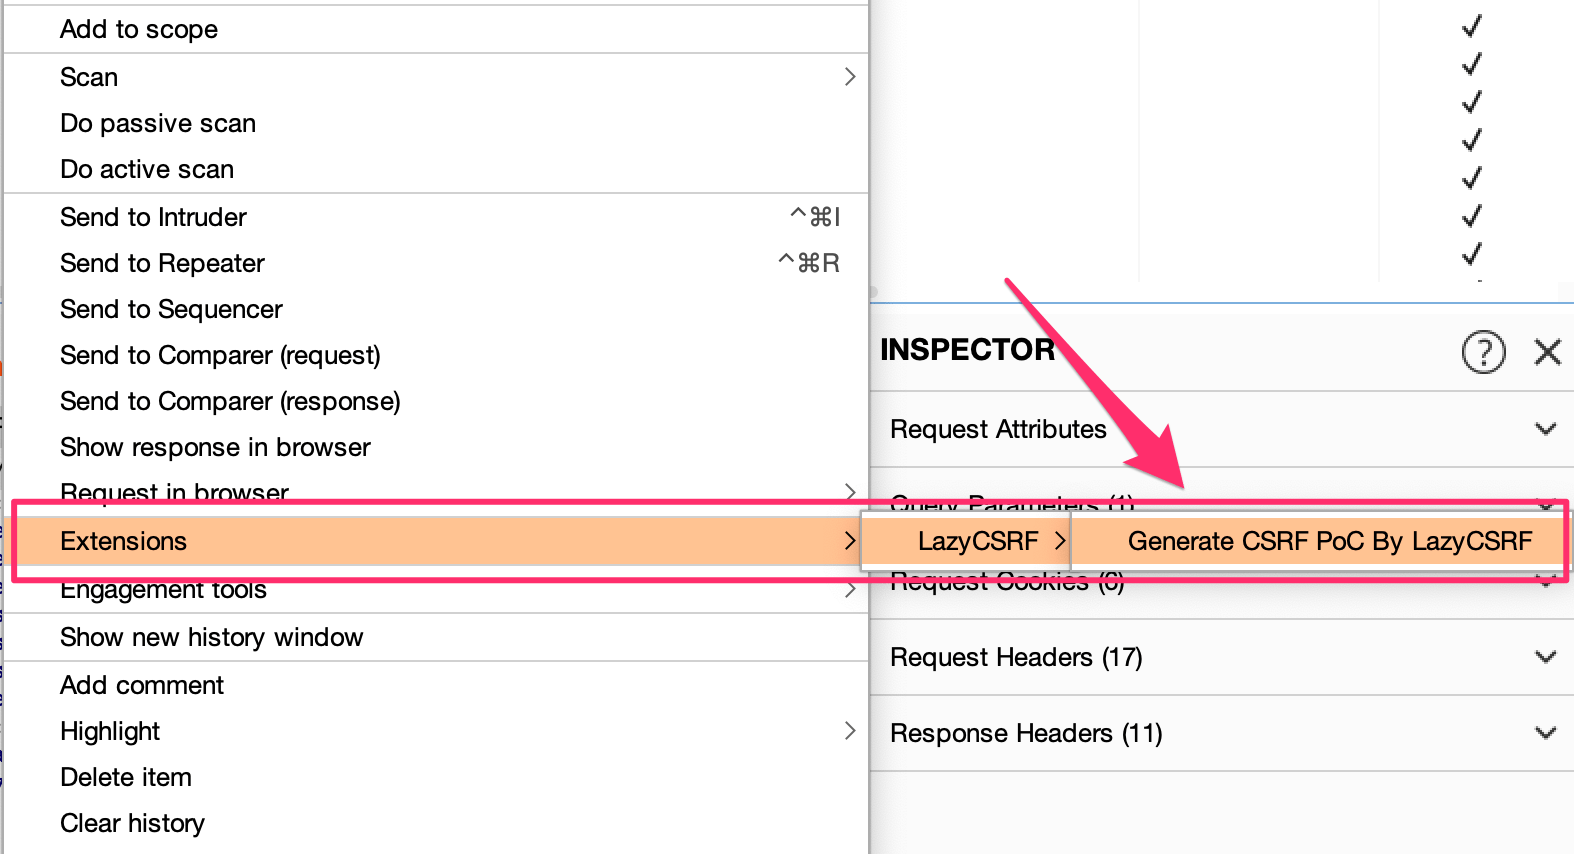 Add to scope
Scan
Do passive scan
Do active scan
Send to Intruder ^⌘I
Send to Repeater ^⌘R
Send to Sequencer
Send to Comparer (request)
Send to Comparer (response)
Show response in browser
Request in browser
Extensions
LazyCSRF
Generate CSRF PoC By LazyCSRF
Engagement tools
Show new history window
Add comment
Highlight
Delete item
Clear history
INSPECTOR
Request Attributes
Query Parameters (1)
Request Cookies (6)
Request Headers (17)
Response Headers (11)